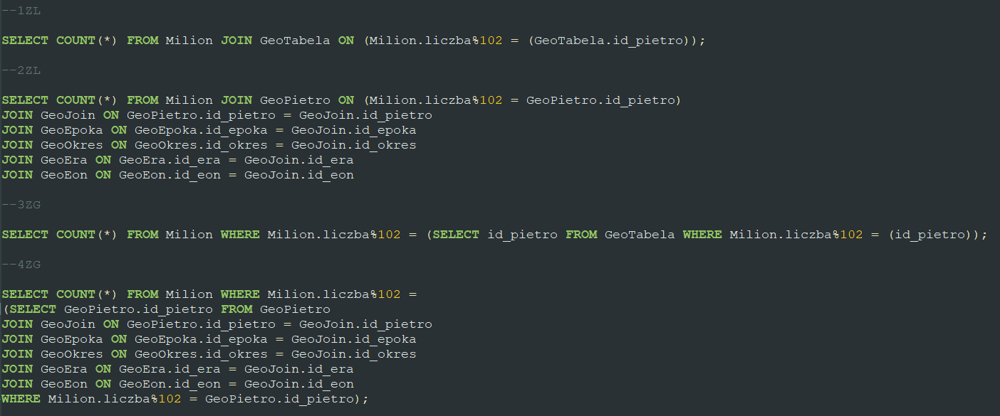 --1ZL
SELECT COUNT(*) FROM Milion JOIN GeoTabela ON (Milion.liczba%102 = (GeoTabela.id_pietro));
--2ZL
SELECT COUNT(*) FROM Milion JOIN GeoPietro ON (Milion.liczba%102 = GeoPietro.id_pietro)
JOIN GeoJoin ON GeoPietro.id_pietro = GeoJoin.id_pietro
JOIN GeoEpoka ON GeoEpoka.id_epoka = GeoJoin.id_epoka
JOIN GeoOkres ON GeoOkres.id_okres = GeoJoin.id_okres
JOIN GeoEra ON GeoEra.id_era = GeoJoin.id_era
JOIN GeoEon ON GeoEon.id_eon = GeoJoin.id_eon
--3ZG
SELECT COUNT(*) FROM Milion WHERE Milion.liczba%102 = (SELECT id_pietro FROM GeoTabela WHERE Milion.liczba%102 = (id_pietro));
--4ZG
SELECT COUNT(*) FROM Milion WHERE Milion.liczba%102 =
(SELECT GeoPietro.id_pietro FROM GeoPietro
JOIN GeoJoin ON GeoPietro.id_pietro = GeoJoin.id_pietro
JOIN GeoEpoka ON GeoEpoka.id_epoka = GeoJoin.id_epoka
JOIN GeoOkres ON GeoOkres.id_okres = GeoJoin.id_okres
JOIN GeoEra ON GeoEra.id_era = GeoJoin.id_era
JOIN GeoEon ON GeoEon.id_eon = GeoJoin.id_eon
WHERE Milion.liczba%102 = GeoPietro.id_pietro);